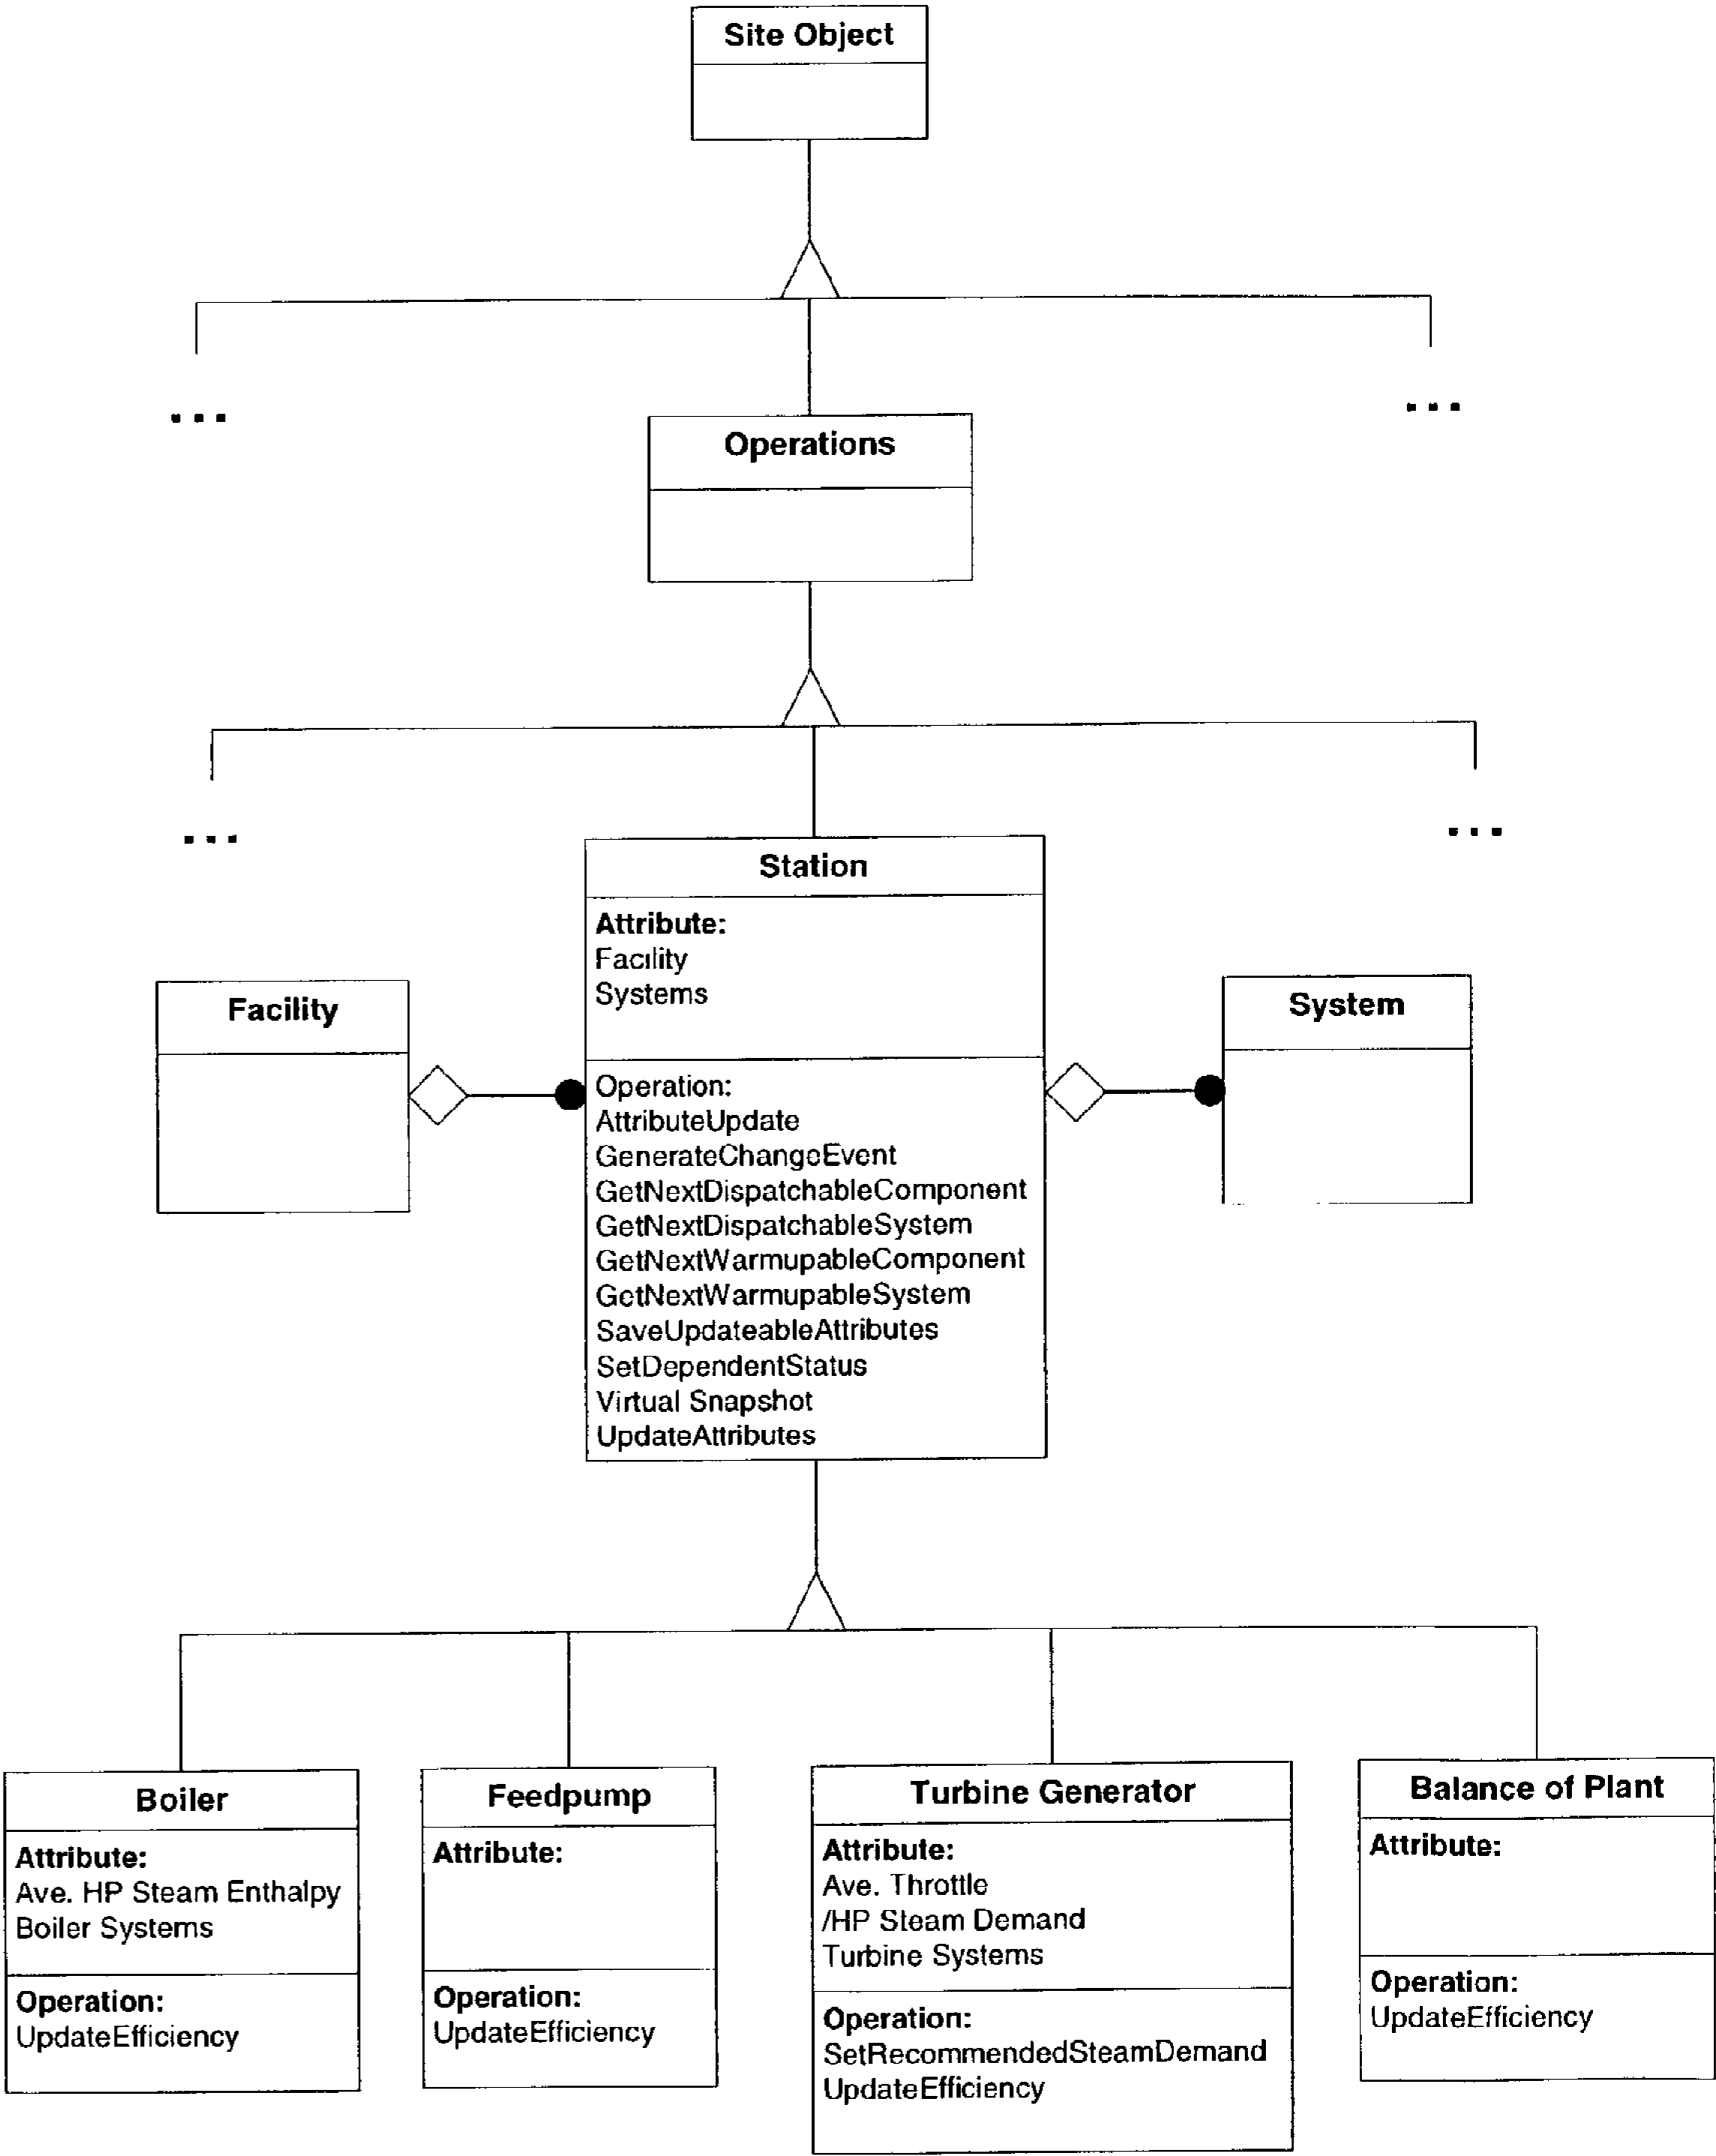 Site Object
...
...
Operations
...
...
Station
Attribute:
Facility
Systems
Operation:
AttributeUpdate
GenerateChangeEvent
GetNextDispatchableComponent
GetNextDispatchableSystem
GetNextWarmupableComponent
GetNextWarmupableSystem
SaveUpdateableAttributes
SetDependentStatus
Virtual Snapshot
UpdateAttributes
Facility
System
Boiler
Attribute:
Ave. HP Steam Enthalpy
Boiler Systems
Operation:
UpdateEfficiency
Feedpump
Attribute:
Operation:
UpdateEfficiency
Turbine Generator
Attribute:
Ave. Throttle
/HP Steam Demand
Turbine Systems
Operation:
SetRecommendedSteamDemand
UpdateEfficiency
Balance of Plant
Attribute:
Operation:
UpdateEfficiency